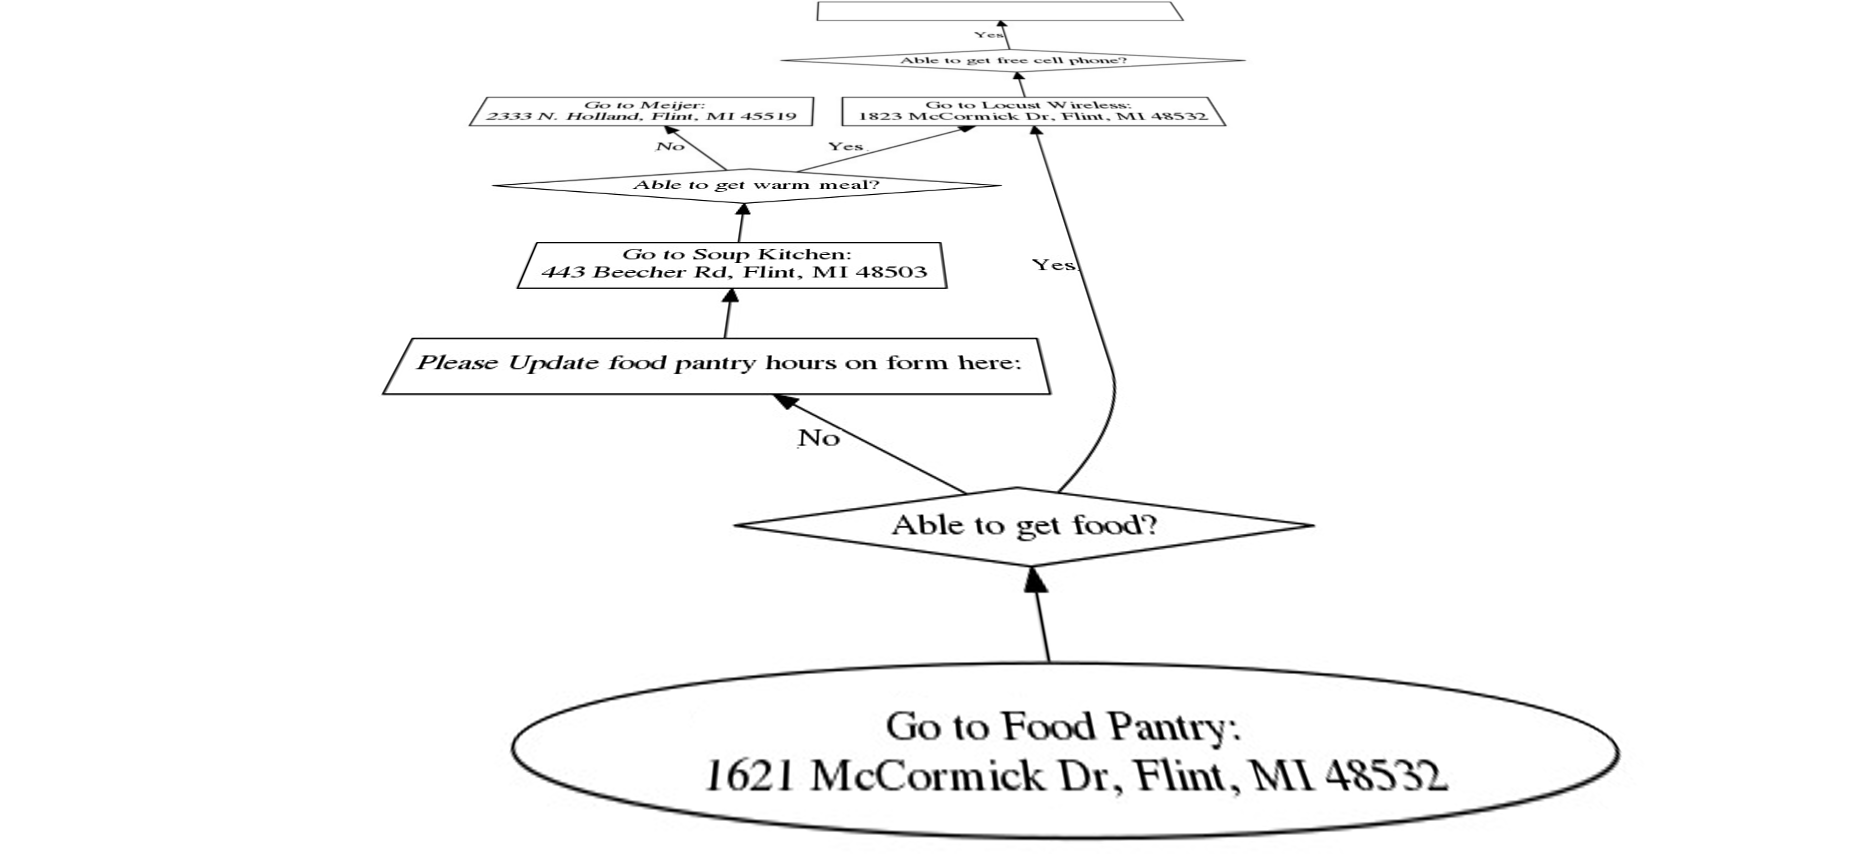 Yes
Able to get free cell phone?
Go to Meijer:
2333 N. Holland, Flint, MI 45519
Go to Locust Wireless:
1823 McCormick Dr, Flint, MI 48532
No
Yes
Able to get warm meal?
Go to Soup Kitchen:
443 Beecher Rd, Flint, MI 48503
Yes
Please Update food pantry hours on form here:
No
Able to get food?
Go to Food Pantry:
1621 McCormick Dr, Flint, MI 48532